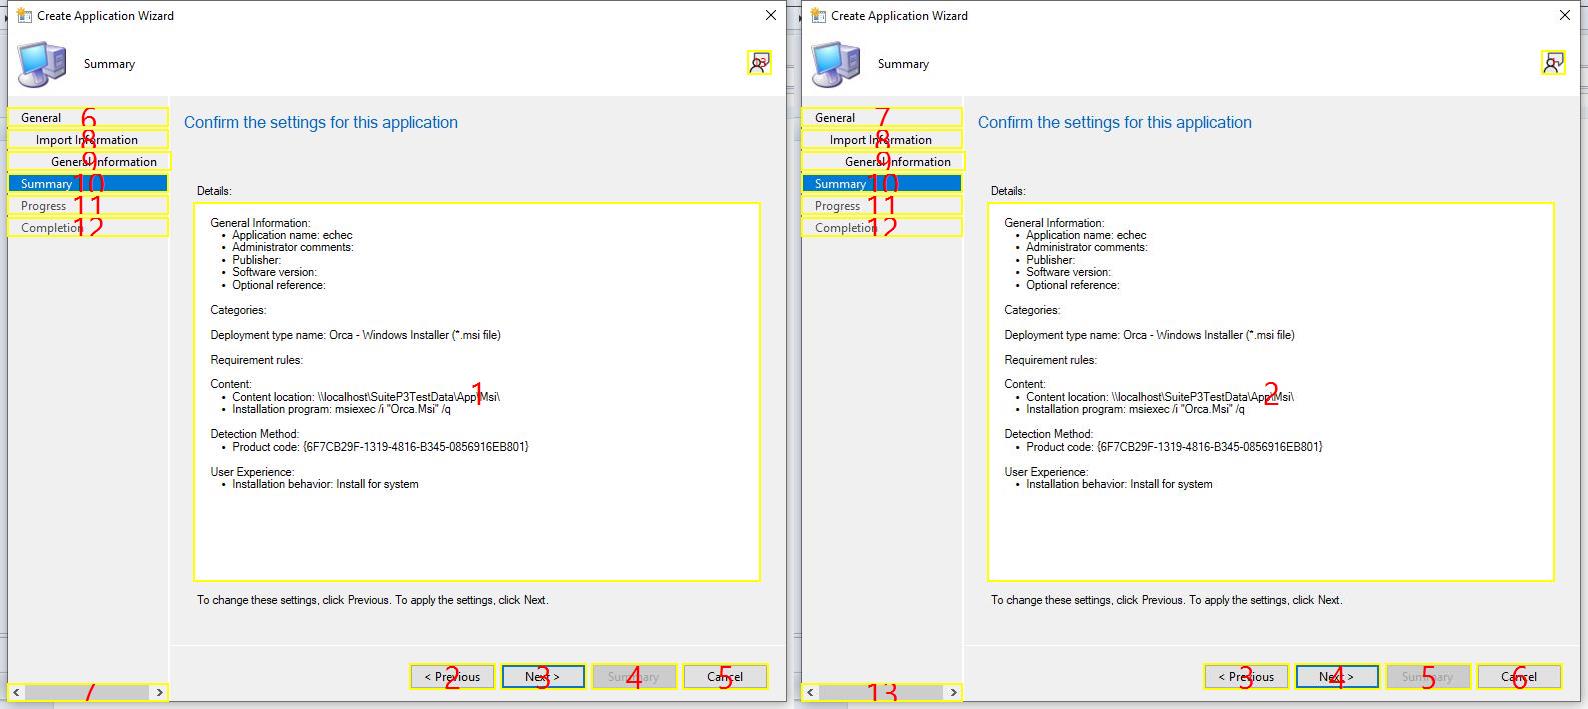 Create Application Wizard
Summary
13
General 6
Import Information 8
General Information 9
Summary 10
Progress 11
Completion 12
Confirm the settings for this application
Details:
General Information:
• Application name: echec
• Administrator comments:
• Publisher:
• Software version:
• Optional reference:
Categories:
Deployment type name: Orca - Windows Installer (*.msi file)
Requirement rules:
Content:
1
• Content location: \\localhost\SuiteP3TestData\App\Msi\
• Installation program: msiexec /i "Orca.Msi" /q
Detection Method:
• Product code: {6F7CB29F-1319-4816-B345-0856916EB801}
User Experience:
• Installation behavior: Install for system
To change these settings, click Previous. To apply the settings, click Next.
< Previous 2 Next > 3 Summary 4 Cancel 5
< 7 >
Create Application Wizard
Summary
General 7
Import Information 8
General Information 9
Summary 10
Progress 11
Completion 12
Confirm the settings for this application
Details:
General Information:
• Application name: echec
• Administrator comments:
• Publisher:
• Software version:
• Optional reference:
Categories:
Deployment type name: Orca - Windows Installer (*.msi file)
Requirement rules:
Content:
2
• Content location: \\localhost\SuiteP3TestData\App\Msi\
• Installation program: msiexec /i "Orca.Msi" /q
Detection Method:
• Product code: {6F7CB29F-1319-4816-B345-0856916EB801}
User Experience:
• Installation behavior: Install for system
To change these settings, click Previous. To apply the settings, click Next.
< Previous 3 Next > 4 Summary 5 Cancel 6
< 13 >